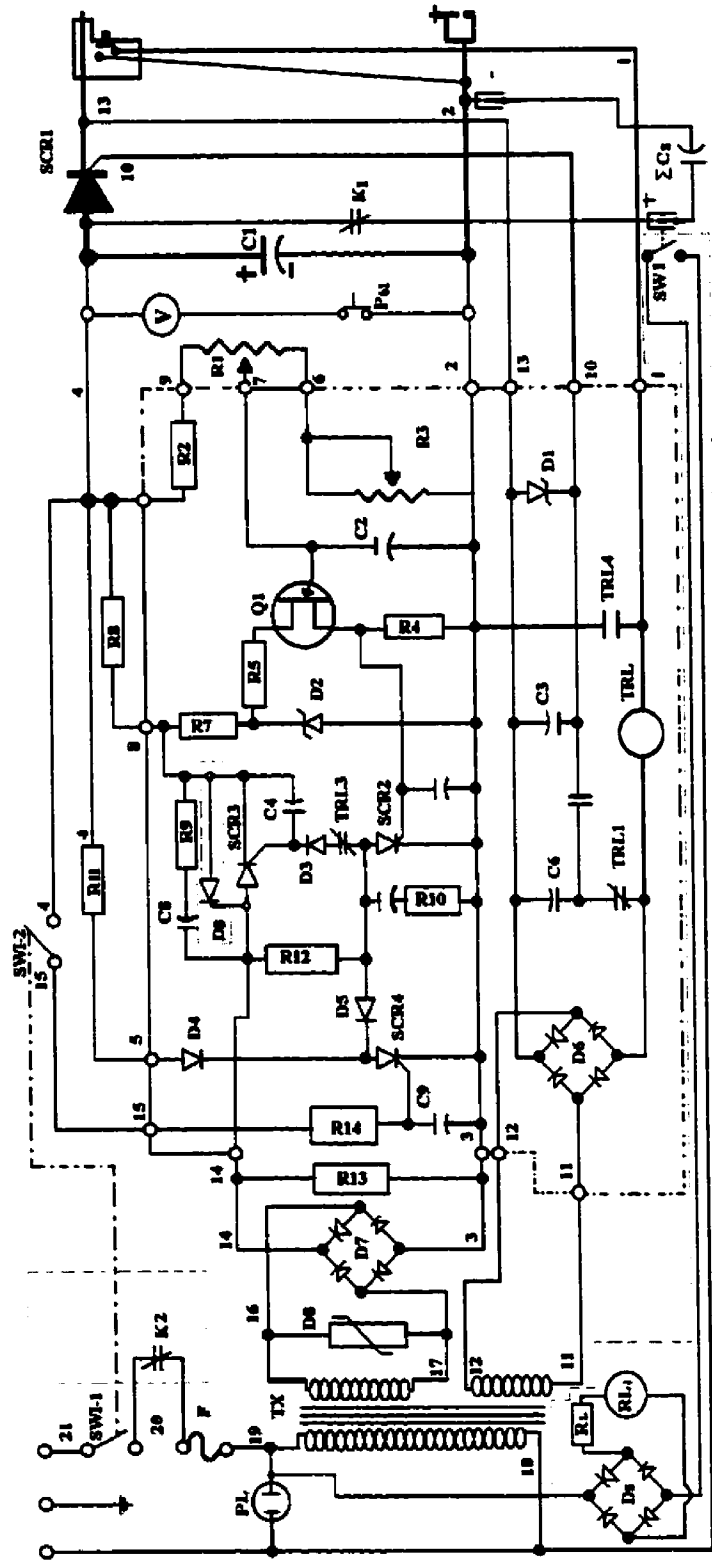 13
SCR1
10
K1
+
C1
V
4
2
ΣCs
+
SW1
9
R1
7
6
2
13
10
1
R2
R3
C2
D1
R8
Q1
R5
R4
TRL4
8
R7
D2
C3
TRL
R9
SCR3
C4
D3
TRL3
SCR2
R11
C8
D8
R10
C6
TRL1
SWI-2
4
15
R12
D5
5
D4
SCR4
D6
15
R14
C9
14
3
12
R13
11
14
D7
3
16
D8
17
12
11
K2
TX
21
SWI-1
20
F
19
18
PL
RL